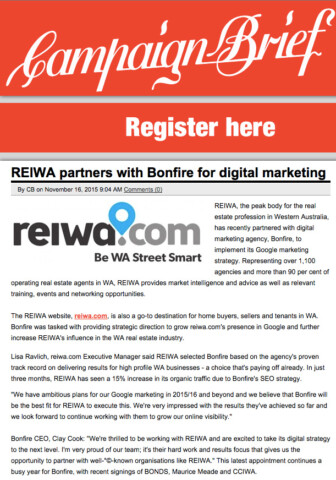 Campaign Brief
Register here
REIWA partners with Bonfire for digital marketing
By CB on November 16, 2015 9:04 AM Comments (0)
reiwa.com
Be WA Street Smart
REIWA, the peak body for the real
estate profession in Western Australia,
has recently partnered with digital
marketing agency, Bonfire, to
implement its Google marketing
strategy. Representing over 1,100
agencies and more than 90 per cent of
operating real estate agents in WA, REIWA provides market intelligence and advice as well as relevant
training, events and networking opportunities.
The REIWA website, reiwa.com, is also a go-to destination for home buyers, sellers and tenants in WA.
Bonfire was tasked with providing strategic direction to grow reiwa.com's presence in Google and further
increase REIWA's influence in the WA real estate industry.
Lisa Ravlich, reiwa.com Executive Manager said REIWA selected Bonfire based on the agency's proven
track record on delivering results for high profile WA businesses - a choice that's paying off already. In just
three months, REIWA has seen a 15% increase in its organic traffic due to Bonfire's SEO strategy.
"We have ambitious plans for our Google marketing in 2015/16 and beyond and we believe that Bonfire will
be the best fit for REIWA to execute this. We're very impressed with the results they've achieved so far and
we look forward to continue working with them to grow our online visibility."
Bonfire CEO, Clay Cook: "We're thrilled to be working with REIWA and are excited to take its digital strategy
to the next level. I'm very proud of our team; it's their hard work and results focus that gives us the
opportunity to partner with well-"©-known organisations like REIWA." This latest appointment continues a
busy year for Bonfire, with recent signings of BONDS, Maurice Meade and CCIWA.